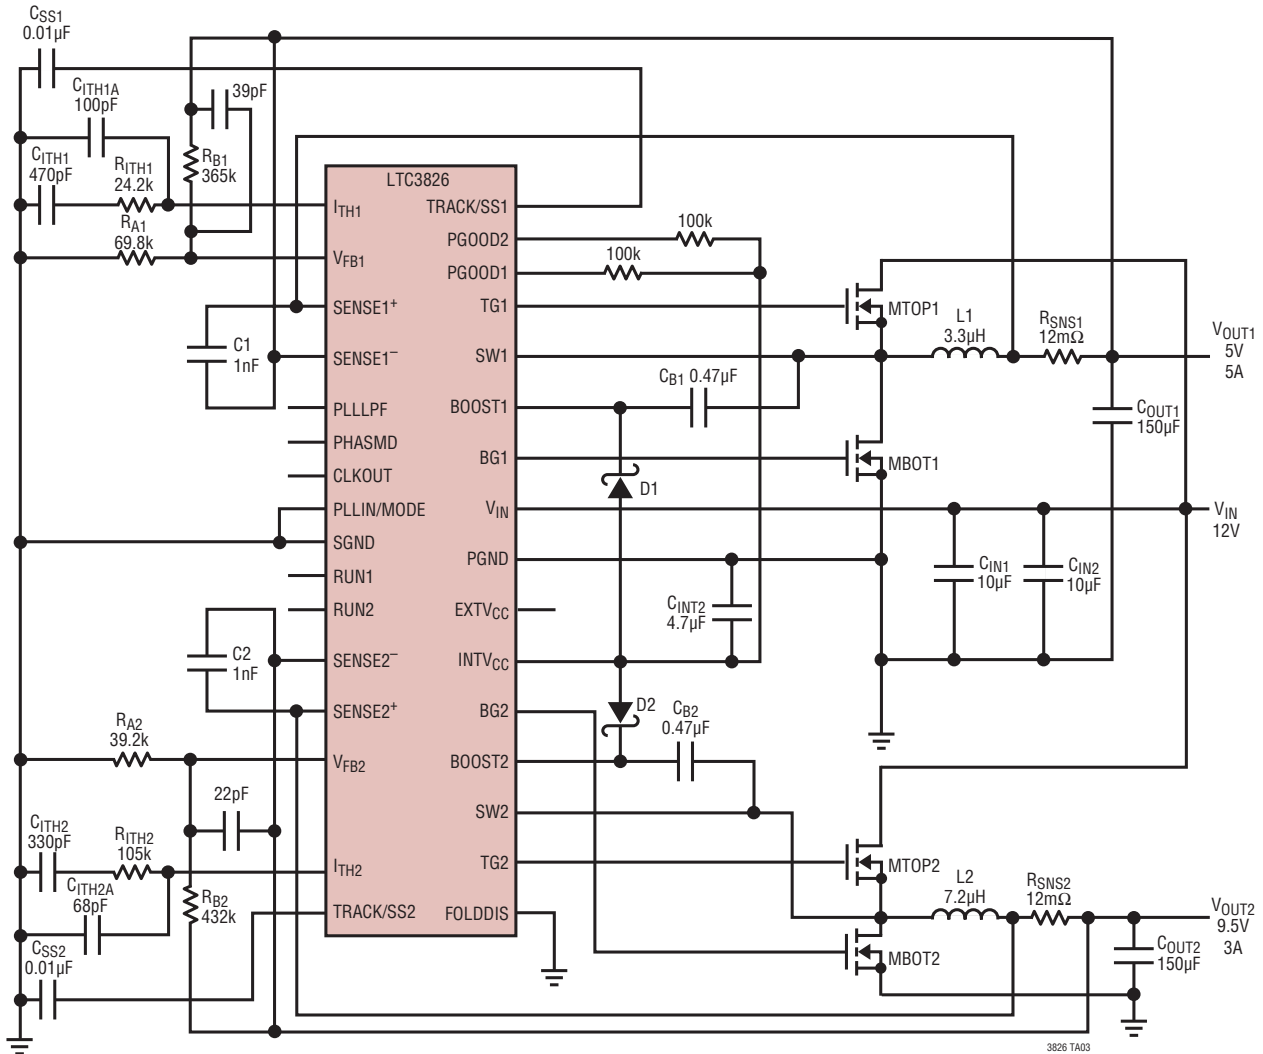 CSS1
0.01µF
CITH1A
100pF
39pF
CITH1
470pF
RITH1
24.2k
RB1
365k
RA1
69.8k
LTC3826
ITH1
TRACK/SS1
PGOOD2
100k
VFB1
PGOOD1
100k
SENSE1+
TG1
MTOP1
L1
3.3µH
RSNS1
12mΩ
VOUT1
5V
5A
C1
1nF
SENSE1–
SW1
CB1 0.47µF
PLLLPF
BOOST1
COUT1
150µF
PHASMD
BG1
MBOT1
CLKOUT
D1
PLLIN/MODE
VIN
VIN
12V
SGND
PGND
CIN1
10µF
CIN2
10µF
RUN1
RUN2
EXTVCC
CINT2
4.7µF
C2
1nF
SENSE2–
INTVCC
SENSE2+
BG2
D2
CB2
0.47µF
RA2
39.2k
VFB2
BOOST2
22pF
SW2
CITH2
330pF
RITH2
105k
ITH2
TG2
MTOP2
L2
7.2µH
RSNS2
12mΩ
CITH2A
68pF
RB2
432k
TRACK/SS2
FOLDDIS
VOUT2
9.5V
3A
CSS2
0.01µF
MBOT2
COUT2
150µF
3826 TA03